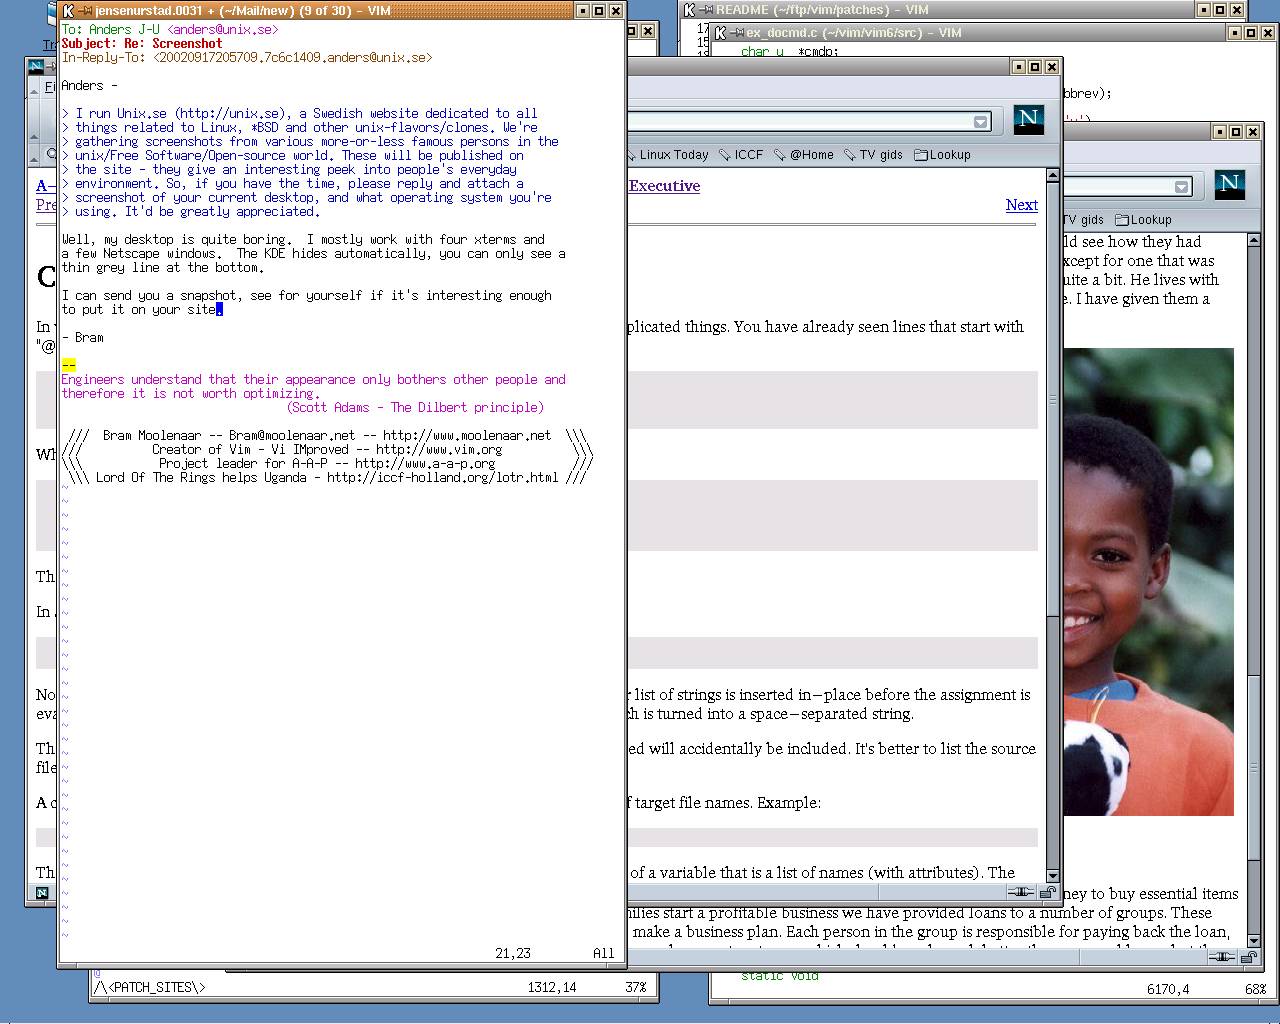 jensenurstad.0031 + (~/Mail/new) (9 of 30) - VIM
To: Anders J-U <anders@unix.se>
Subject: Re: Screenshot
In-Reply-To: <20020917205709.7c6c1409.anders@unix.se>
Anders -
> I run Unix.se (http://unix.se), a Swedish website dedicated to all
> things related to Linux, *BSD and other unix-flavors/clones. We're
> gathering screenshots from various more-or-less famous persons in the
> unix/Free Software/Open-source world. These will be published on
> the site - they give an interesting peek into people's everyday
> environment. So, if you have the time, please reply and attach a
> screenshot of your current desktop, and what operating system you're
> using. It'd be greatly appreciated.
Well, my desktop is quite boring.  I mostly work with four xterms and
a few Netscape windows.  The KDE hides automatically, you can only see a
thin grey line at the bottom.
I can send you a snapshot, see for yourself if it's interesting enough
to put it on your site.
- Bram
--
Engineers understand that their appearance only bothers other people and
therefore it is not worth optimizing.
(Scott Adams - The Dilbert principle)
///  Bram Moolenaar -- Bram@moolenaar.net -- http://www.moolenaar.net  \\\
///          Creator of Vim - Vi IMproved -- http://www.vim.org          \\\
\\\           Project leader for A-A-P -- http://www.a-a-p.org           ///
\\\ Lord Of The Rings helps Uganda - http://iccf-holland.org/lotr.html ///
21,23 All
README (~/ftp/vim/patches) - VIM
ex_docmd.c (~/vim/vim6/src) - VIM
char_u *cmdp;
bbrev);
Linux Today ICCF @Home TV gids Lookup
Executive
Next
In
"@
plicated things. You have already seen lines that start with
Wh
Th
In
No
r list of strings is inserted in-place before the assignment is
eva
ch is turned into a space-separated string.
Th
ed will accidentally be included. It's better to list the source
file
A
f target file names. Example:
Th
of a variable that is a list of names (with attributes). The
TV gids Lookup
ld see how they had
xcept for one that was
uite a bit. He lives with
e. I have given them a
ney to buy essential items
nilies start a profitable business we have provided loans to a number of groups. These
make a business plan. Each person in the group is responsible for paying back the loan,
@
/\<PATCH_SITES\> 1312,14 37%
static void
6170,4 68%